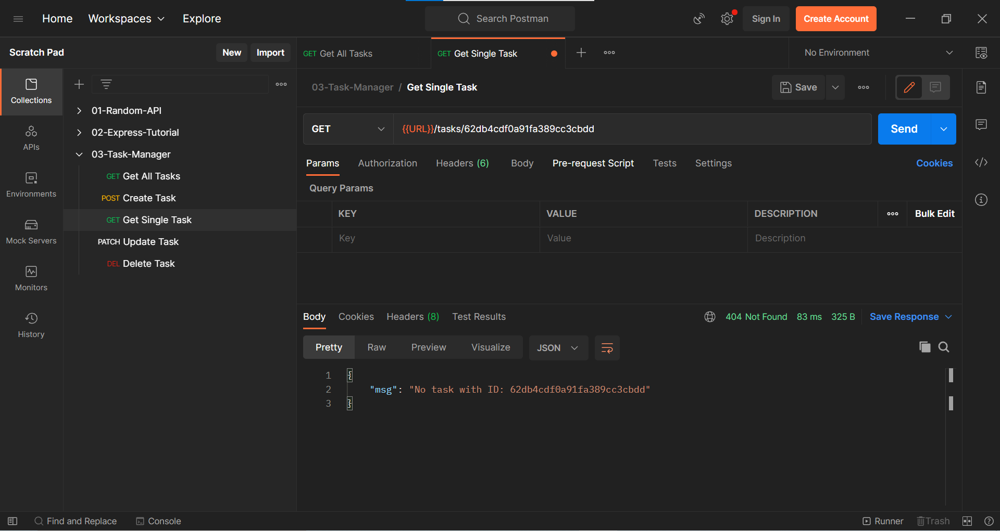 Home Workspaces Explore Search Postman Sign In Create Account
Scratch Pad New Import GET Get All Tasks GET Get Single Task No Environment
Collections
APIs
Environments
Mock Servers
Monitors
History
01-Random-API
02-Express-Tutorial
03-Task-Manager
GET Get All Tasks
POST Create Task
GET Get Single Task
PATCH Update Task
DEL Delete Task
03-Task-Manager / Get Single Task Save
GET {{URL}}/tasks/62db4cdf0a91fa389cc3cbdd Send
Params Authorization Headers (6) Body Pre-request Script Tests Settings Cookies
Query Params
KEY VALUE DESCRIPTION Bulk Edit
Key Value Description
Body Cookies Headers (8) Test Results 404 Not Found 83 ms 325 B Save Response
Pretty Raw Preview Visualize JSON
1 {
2 "msg": "No task with ID: 62db4cdf0a91fa389cc3cbdd"
3 }
Find and Replace Console Runner Trash